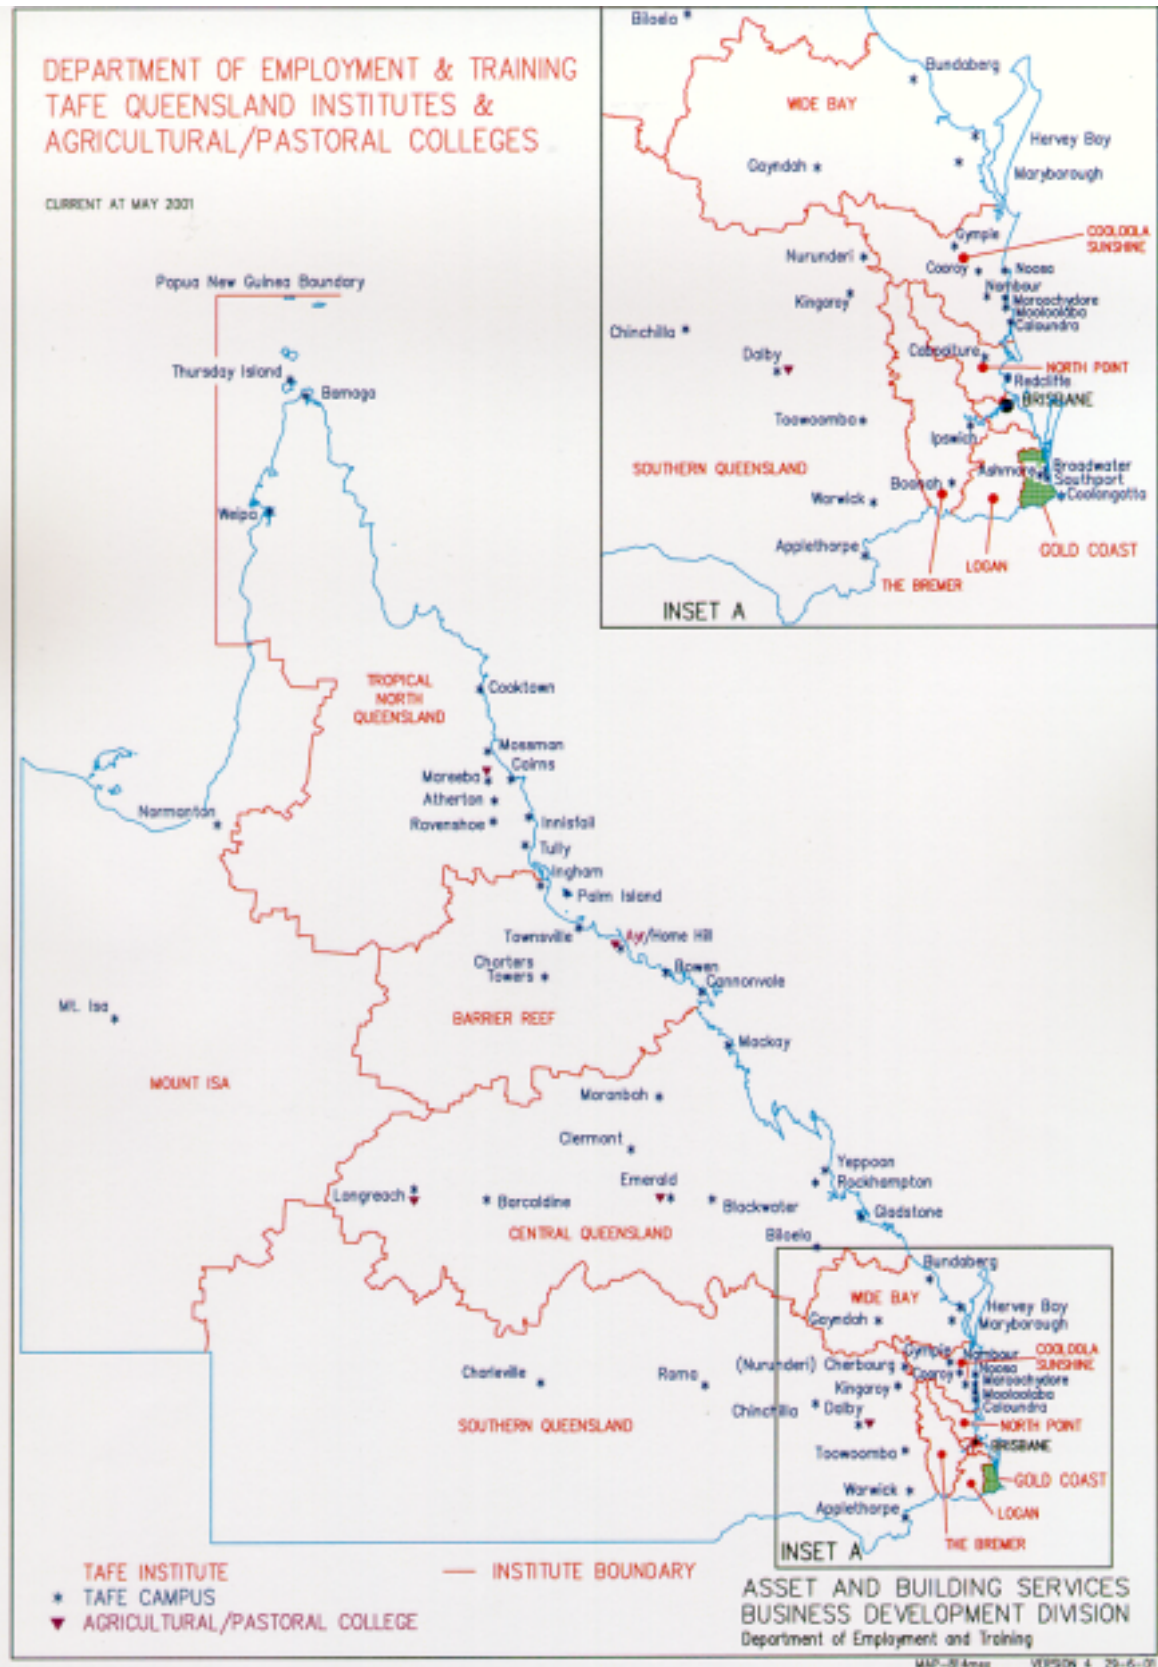 DEPARTMENT OF EMPLOYMENT & TRAINING
TAFE QUEENSLAND INSTITUTES &
AGRICULTURAL/PASTORAL COLLEGES
CURRENT AT MAY 2001
Biloela
Bundaberg
WIDE BAY
Hervey Bay
Gayndah
Maryborough
Gympie
COOLOOLA
SUNSHINE
Nurunderi
Cooroy
Noosa
Nambour
Kingaroy
Maroochydore
Mooloolaba
Caloundra
Chinchilla
Caboolture
Dalby
NORTH POINT
Redcliffe
BRISBANE
Toowoomba
Ipswich
SOUTHERN QUEENSLAND
Ashmore
Broadwater
Southport
Boonah
Coolangatta
Warwick
Applethorpe
GOLD COAST
LOGAN
THE BREMER
INSET A
Papua New Guinea Boundary
Thursday Island
Bamaga
Weipa
TROPICAL
NORTH
QUEENSLAND
Cooktown
Mossman
Cairns
Mareeba
Atherton
Ravenshoe
Normanton
Innisfail
Tully
Ingham
Palm Island
Townsville
Ayr/Home Hill
Charters
Towers
Bowen
Cannonvale
Mt. Isa
BARRIER REEF
Mackay
MOUNT ISA
Moranbah
Clermont
Yeppoon
Rockhampton
Emerald
Longreach
Barcaldine
Blackwater
Gladstone
CENTRAL QUEENSLAND
Biloela
Bundaberg
WIDE BAY
Hervey Bay
Gayndah
Maryborough
Gympie
Nambour
COOLOOLA
SUNSHINE
(Nurunderi) Cherbourg
Noosa
Cooroy
Maroochydore
Charleville
Roma
Kingaroy
Mooloolaba
Caloundra
Chinchilla
Dalby
SOUTHERN QUEENSLAND
NORTH POINT
BRISBANE
Toowoomba
GOLD COAST
Warwick
Applethorpe
LOGAN
THE BREMER
INSET A
TAFE INSTITUTE
INSTITUTE BOUNDARY
TAFE CAMPUS
AGRICULTURAL/PASTORAL COLLEGE
ASSET AND BUILDING SERVICES
BUSINESS DEVELOPMENT DIVISION
Department of Employment and Training
VERSION 4 29-6-01